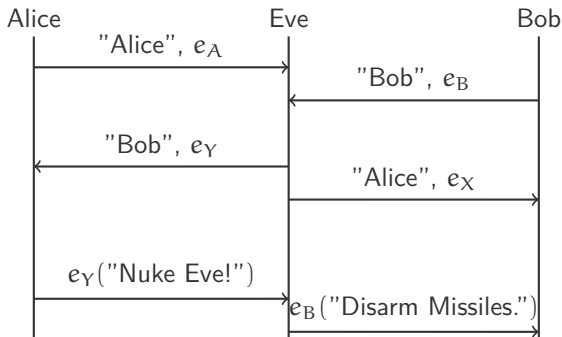 Alice Eve Bob
"Alice", e_A
"Bob", e_B
"Bob", e_Y
"Alice", e_X
e_Y("Nuke Eve!")
e_B("Disarm Missiles.")